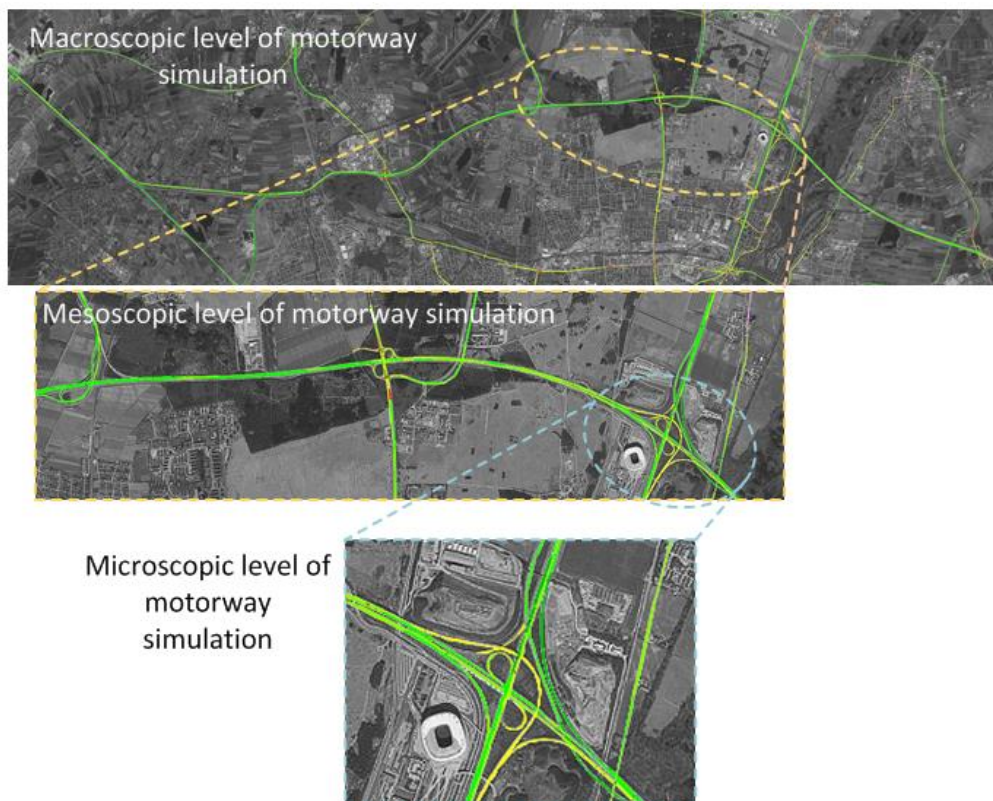 Macroscopic level of motorway
simulation
Mesoscopic level of motorway simulation
Microscopic level of
motorway
simulation